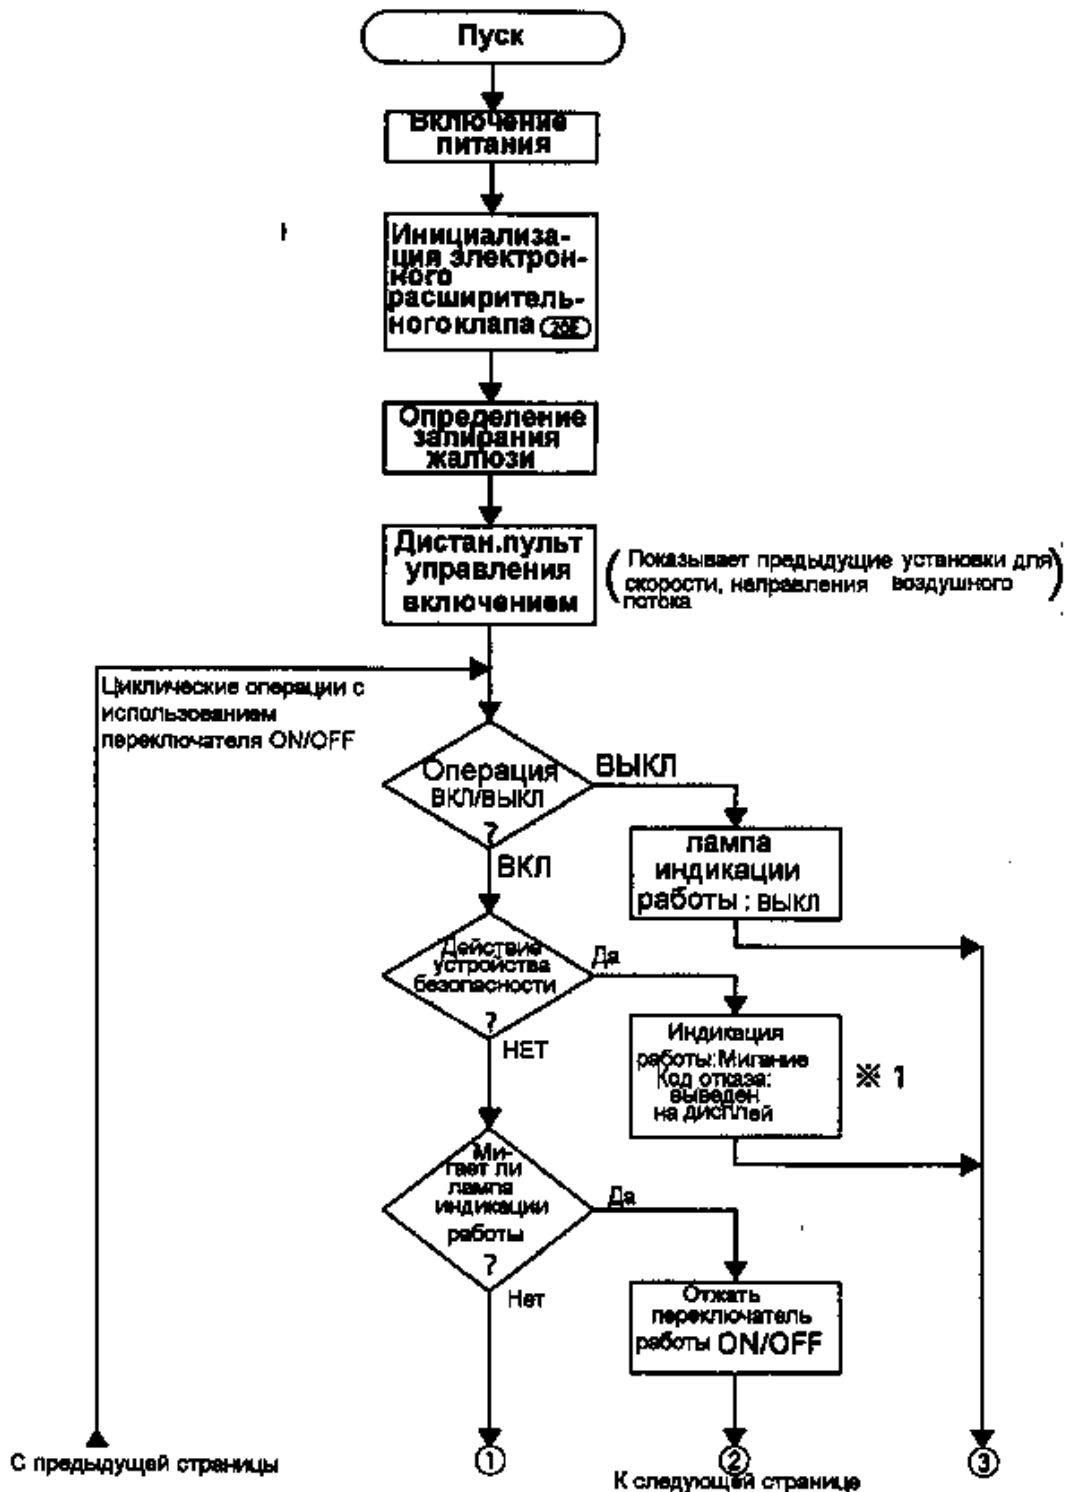 Пуск
Включение
питания
Инициализа-
ция электрон-
ного
расширитель-
ного клапа 20E
Определение
запирания
жалюзи
Дистан.пульт
управления
включением
(Показывает предыдущие установки для
скорости, направления воздушного
потока)
Циклические операции с
использованием
переключателя ON/OFF
Операция
ВКЛ/ВЫКЛ
?
ВЫКЛ
лампа
индикации
работы : ВЫКЛ
ВКЛ
Действие
устройства
безопасности
?
Да
Индикация
работы:Мигание
Код отказа:
выведен
на дисплей
※ 1
НЕТ
Ми-
гает ли
лампа
индикации
работы
?
Да
Отжать
переключатель
работы ON/OFF
Нет
С предыдущей страницы
①
②
③
К следующей странице